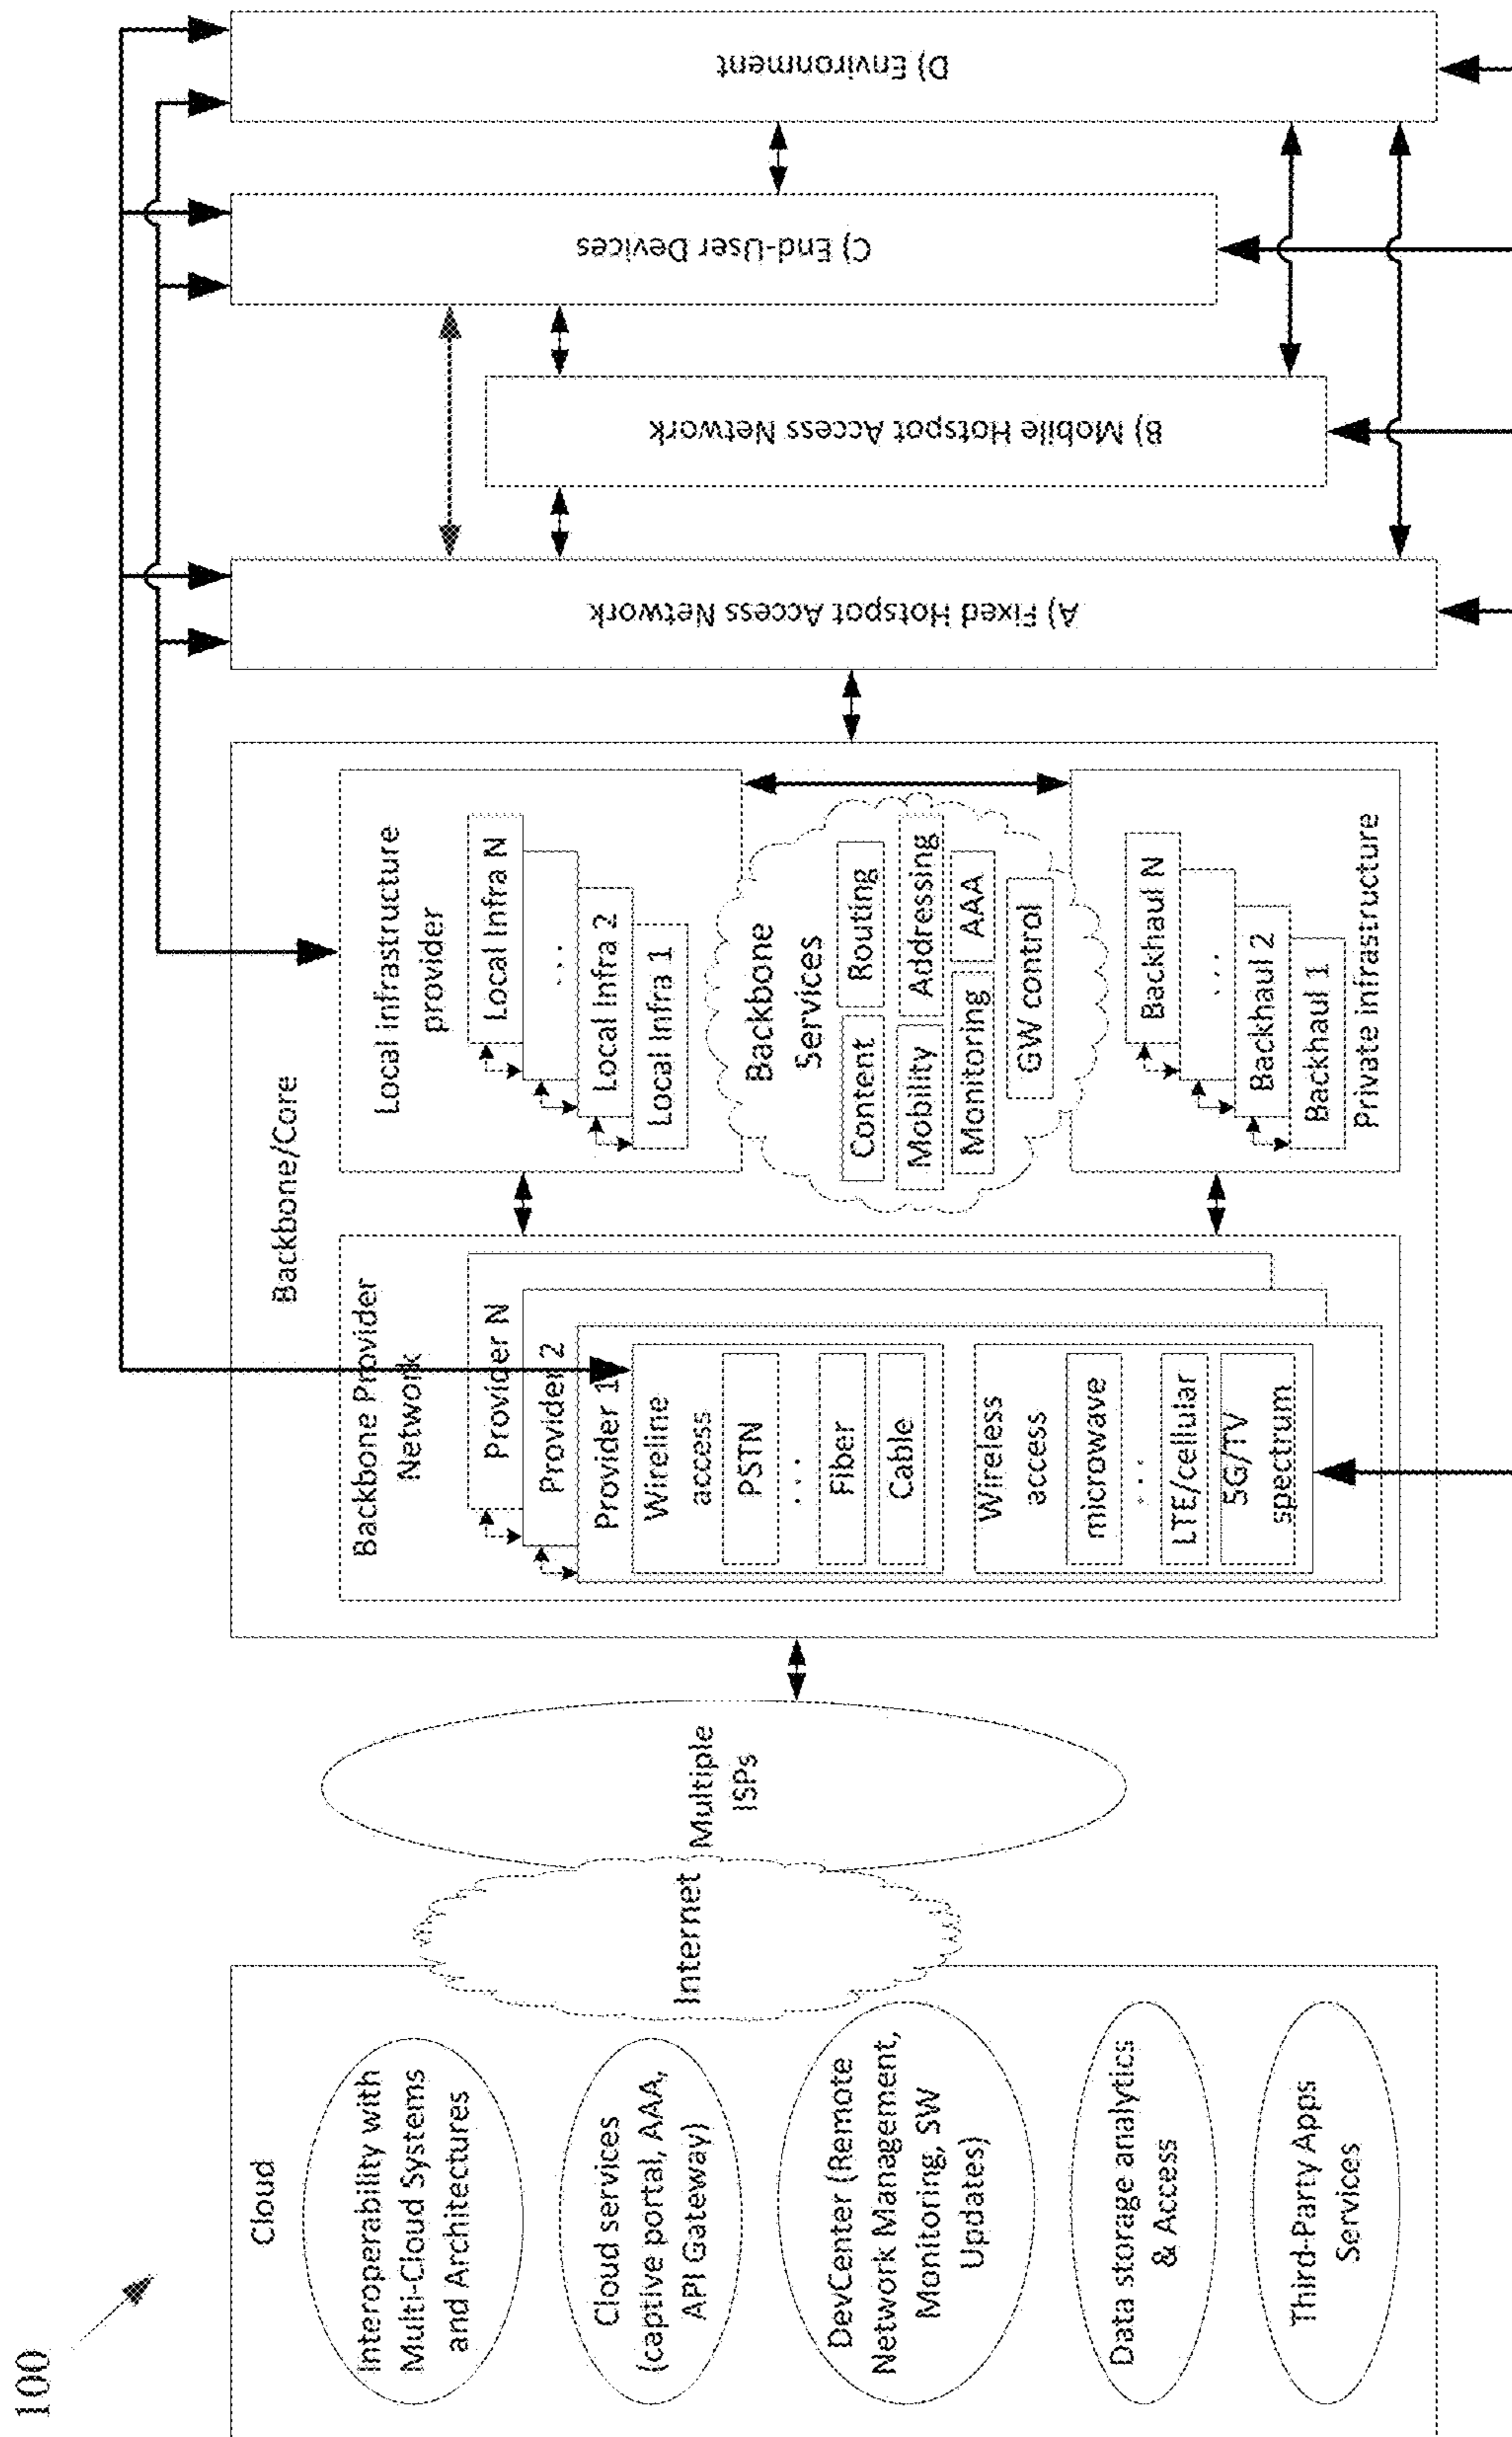 100
Cloud
Interoperability with
Multi-Cloud Systems
and Architectures
Cloud services
(captive portal, AAA,
API Gateway)
DevCenter (Remote
Network Management,
Monitoring, SW
Updates)
Data storage analytics
& Access
Third-Party Apps
Services
Internet
Multiple
ISPs
Backbone/Core
Backbone Provider
Network
Provider N
Provider 2
Provider 1
Wireline
access
PSTN
...
Fiber
Cable
Wireless
access
microwave
...
LTE/cellular
5G/TV
spectrum
Local infrastructure
provider
Local Infra N
...
Local Infra 2
Local Infra 1
Backbone
Services
Content
Routing
Mobility
Addressing
Monitoring
AAA
GW control
Backhaul N
...
Backhaul 2
Backhaul 1
Private infrastructure
A) Fixed Hotspot Access Network
B) Mobile Hotspot Access Network
C) End-User Devices
D) Environment